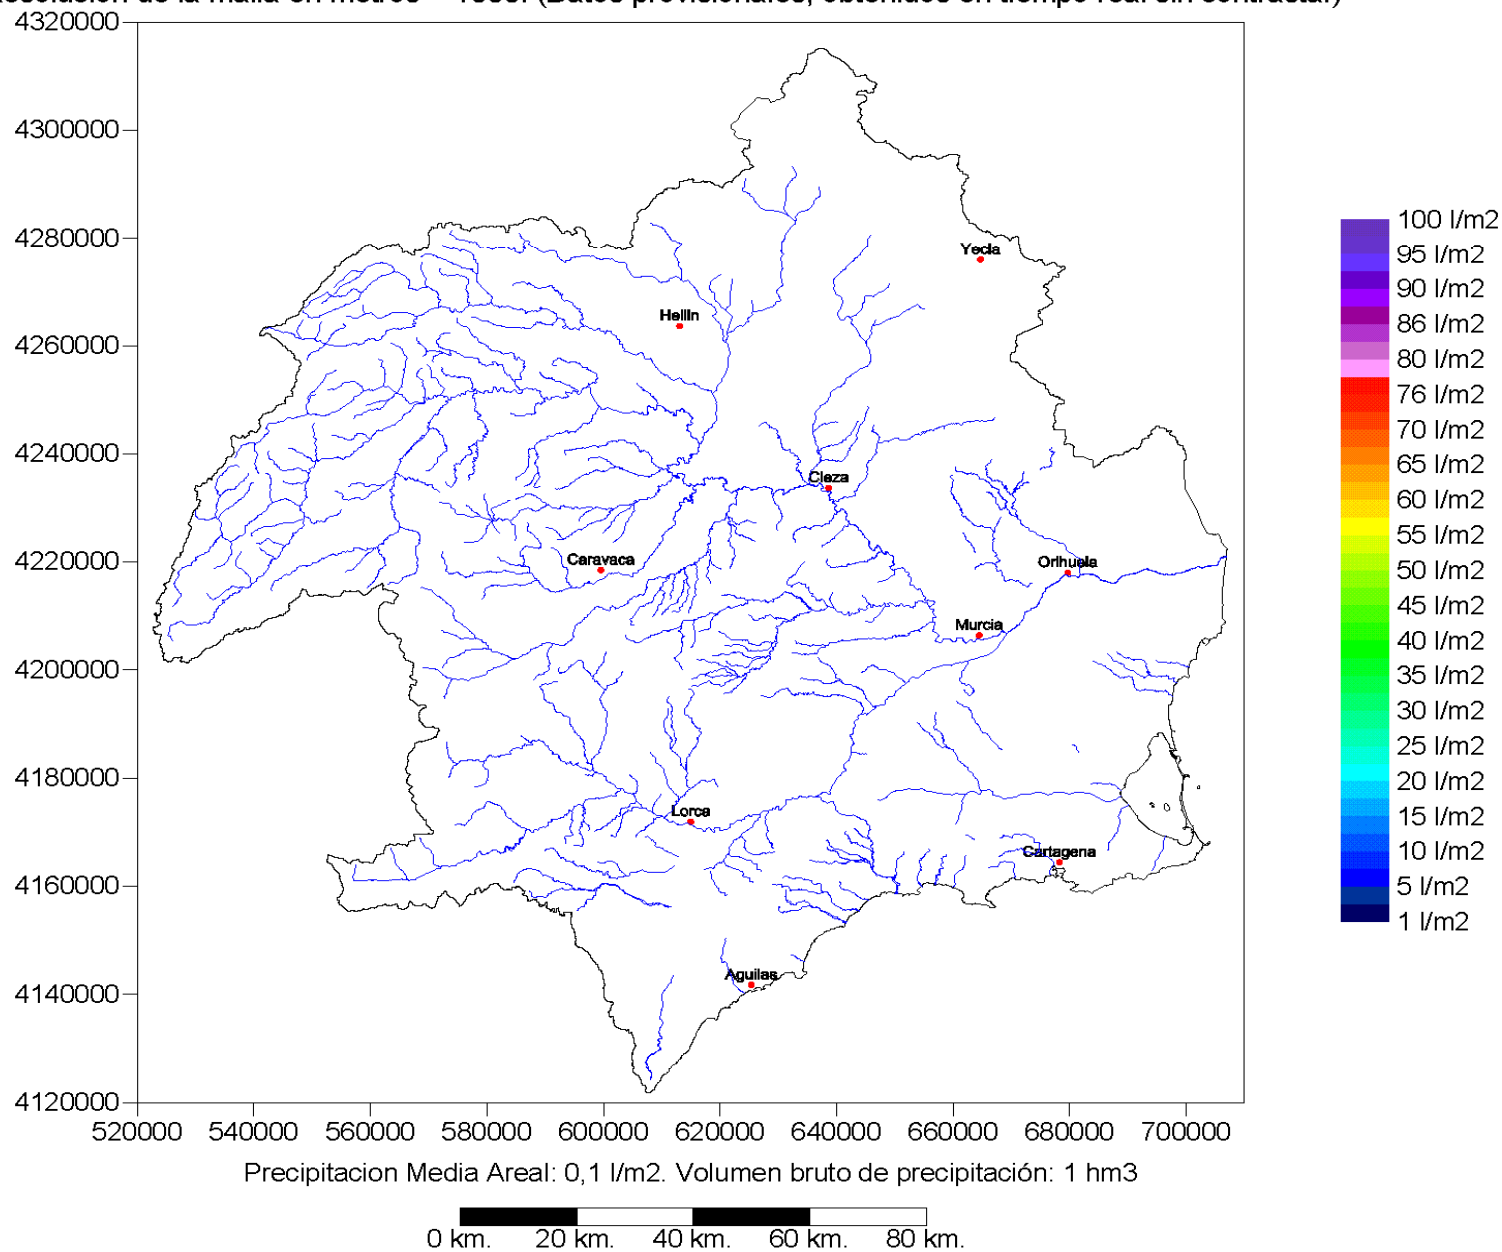 4320000
4300000
4280000
4260000
4240000
4220000
4200000
4180000
4160000
4140000
4120000
520000 540000 560000 580000 600000 620000 640000 660000 680000 700000
Yecla
Hellin
Cieza
Caravaca
Orihuela
Murcia
Lorca
Cartagena
Aguilas
100 l/m2
95 l/m2
90 l/m2
86 l/m2
80 l/m2
76 l/m2
70 l/m2
65 l/m2
60 l/m2
55 l/m2
50 l/m2
45 l/m2
40 l/m2
35 l/m2
30 l/m2
25 l/m2
20 l/m2
15 l/m2
10 l/m2
5 l/m2
1 l/m2
Precipitacion Media Areal: 0,1 l/m2. Volumen bruto de precipitación: 1 hm3
0 km. 20 km. 40 km. 60 km. 80 km.